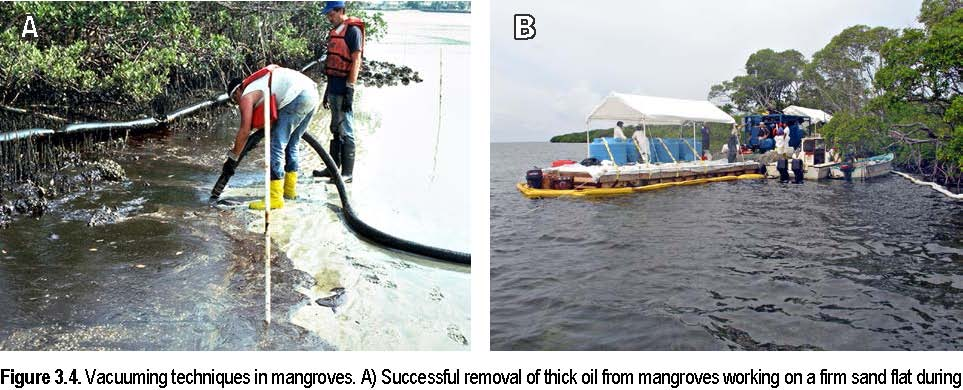 A
B
Figure 3.4. Vacuuming techniques in mangroves. A) Successful removal of thick oil from mangroves working on a firm sand flat during